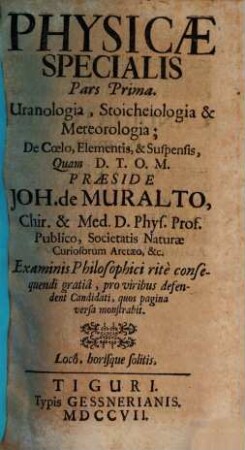 PHYSICÆ
SPECIALIS
Pars Prima.
Uranologia, Stoicheiologia &
Meteorologia;
De Cœlo, Elementis, & Suspensis,
Quam D. T. O. M.
PRÆSIDE
JOH. de MURALTO,
Chir. & Med. D. Phys. Prof.
Publico, Societatis Naturæ
Curiosorum Aretæo, &c.
Examinis Philosophici ritè conse-
quendi gratiâ, pro viribus defen-
dent Candidati, quos pagina
versa monstrabit.
Locô, horisque solitis.
TIGURI.
Typis GESSNERIANIS,
MDCCVII.